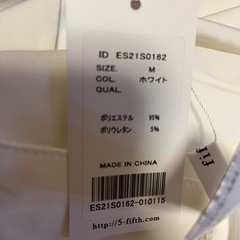 ID ES21S0162
SIZE. M
COL. ホワイト
QUAL.
ポリエステル 95%
ポリウレタン 5%
MADE IN CHINA
ES21S0162-010115
http://5-fifth.com
fif